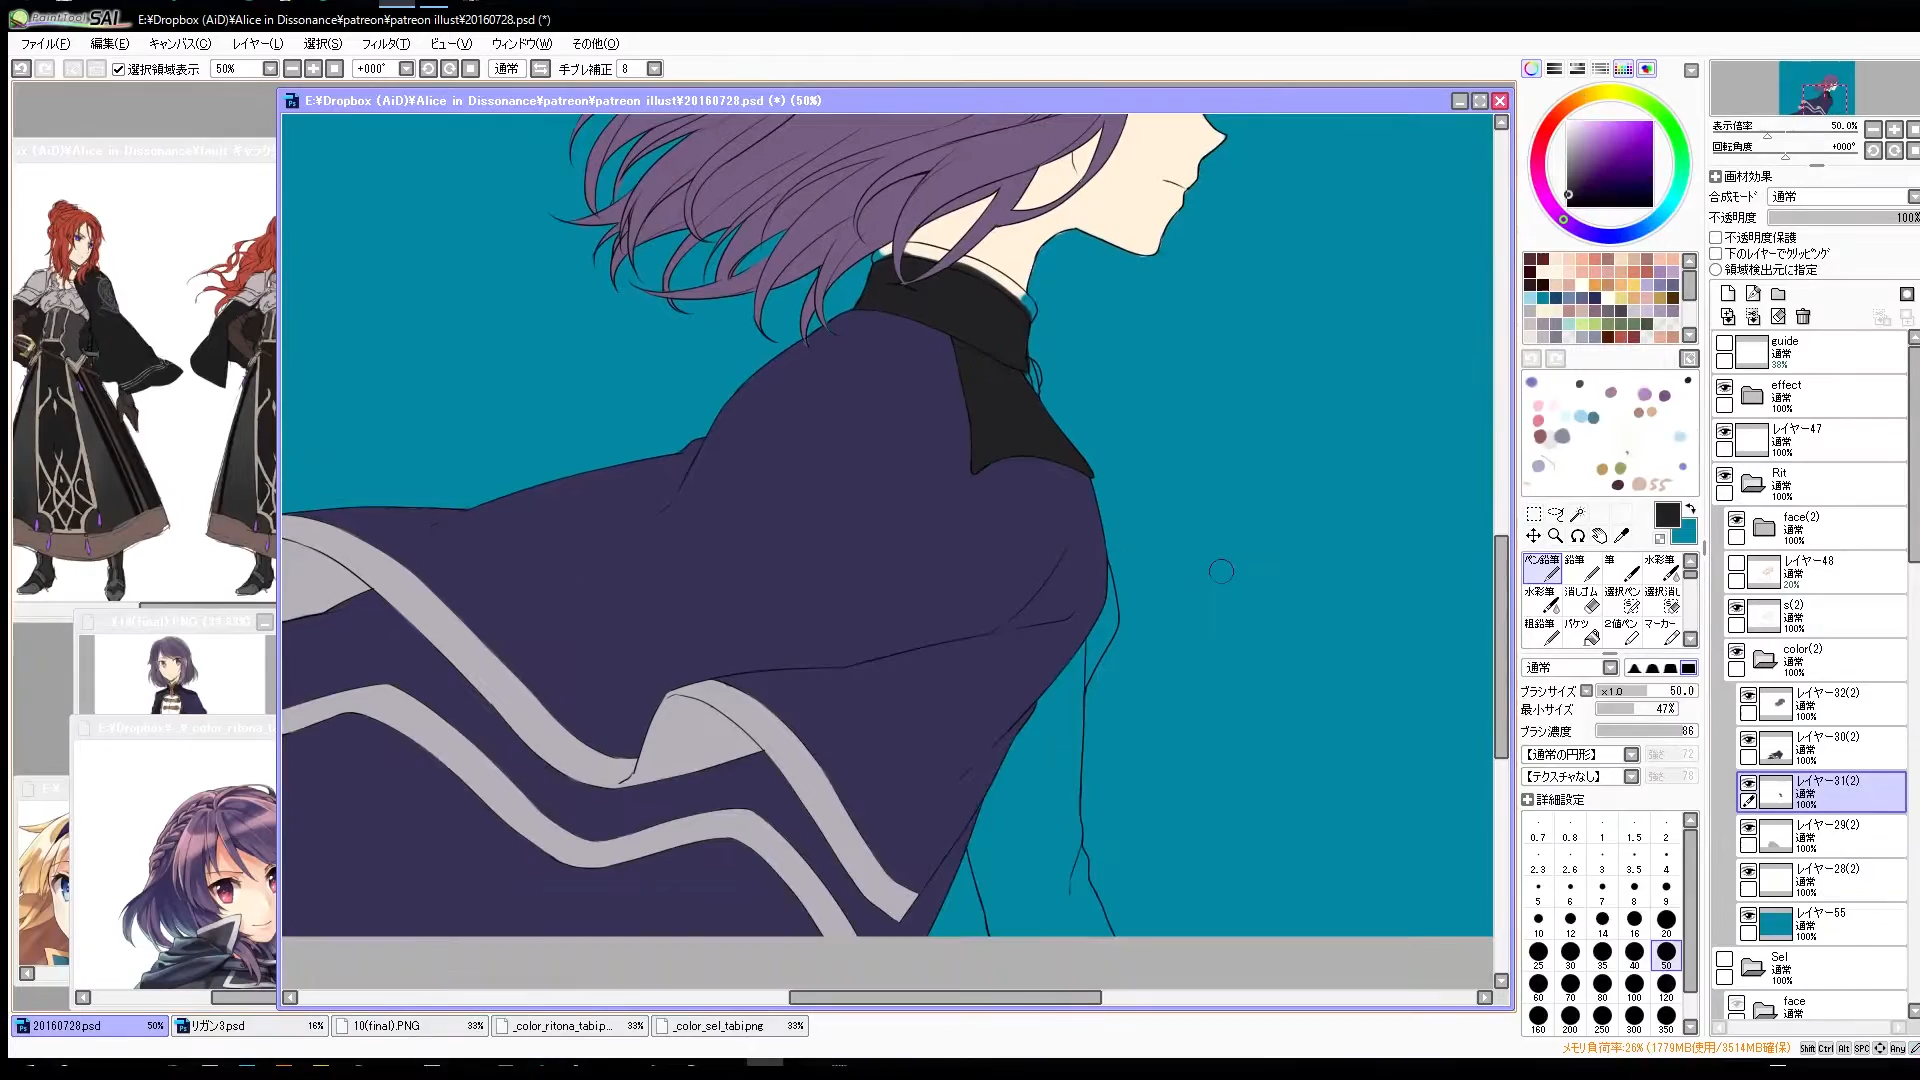 PaintTool SAI E:¥Dropbox (AiD)¥Alice in Dissonance¥patreon¥patreon illust¥20160728.psd (*)
ファイル(F) 編集(E) キャンバス(C) レイヤー(L) 選択(S) フィルタ(T) ビュー(V) ウィンドウ(W) その他(O)
選択領域表示 50% +000° 通常 手ブレ補正 8
E:¥Dropbox (AiD)¥Alice in Dissonance¥patreon¥patreon illust¥20160728.psd (*) (50%)
表示倍率 50.0%
回転角度 +000°
画材効果
合成モード 通常
不透明度 100%
不透明度保護
下のレイヤーでクリッピング
領域検出元に指定
guide
通常
38%
effect
通常
100%
レイヤー47
通常
100%
Rit
通常
100%
face(2)
通常
100%
レイヤー48
通常
20%
s(2)
通常
100%
color(2)
通常
100%
レイヤー32(2)
通常
100%
レイヤー30(2)
通常
100%
レイヤー31(2)
通常
100%
レイヤー29(2)
通常
100%
レイヤー28(2)
通常
100%
レイヤー55
通常
100%
Sel
通常
100%
face
通常
ペン鉛筆 鉛筆 筆 水彩筆
水彩筆 消しゴム 選択ペン 選択消し
粗鉛筆 バケツ 2値ペン マーカー
通常
ブラシサイズ x1.0 50.0
最小サイズ 47%
ブラシ濃度 86
【通常の円形】 強さ 72
【テクスチャなし】 強さ 78
詳細設定
0.7 0.8 1 1.5 2
2.3 2.6 3 3.5 4
5 6 7 8 9
10 12 14 16 20
25 30 35 40 50
60 70 80 100 120
160 200 250 300 350
20160728.psd 50% リガン3.psd 16% 10(final).PNG 33% _color_ritona_tabi.p... 33% _color_sel_tabi.png 33%
メモリ負荷率:26% (1779MB使用/3514MB確保)
Shift Ctrl Alt SPC Any